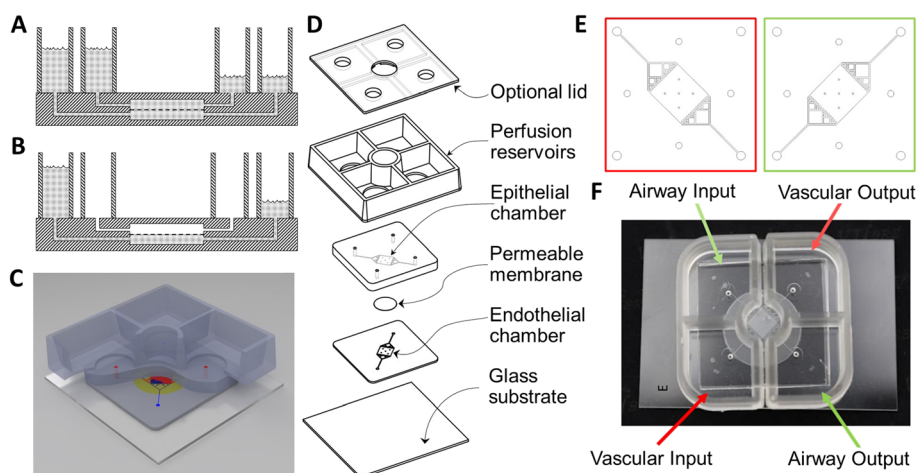 A
B
C
D
Optional lid
Perfusion
reservoirs
Epithelial
chamber
Permeable
membrane
Endothelial
chamber
Glass
substrate
E
Airway Input
Vascular Output
F
E
Vascular Input
Airway Output